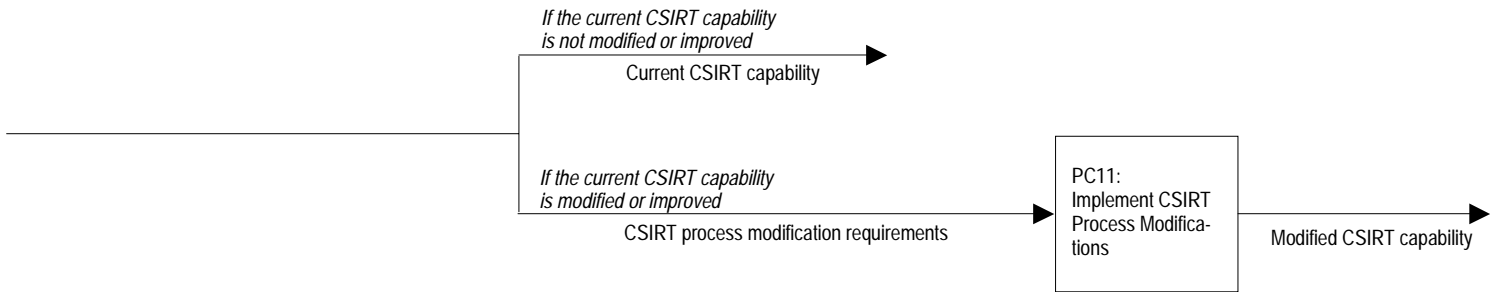 If the current CSIRT capability
is not modified or improved
Current CSIRT capability
If the current CSIRT capability
is modified or improved
CSIRT process modification requirements
PC11:
Implement CSIRT
Process Modifica-
tions
Modified CSIRT capability